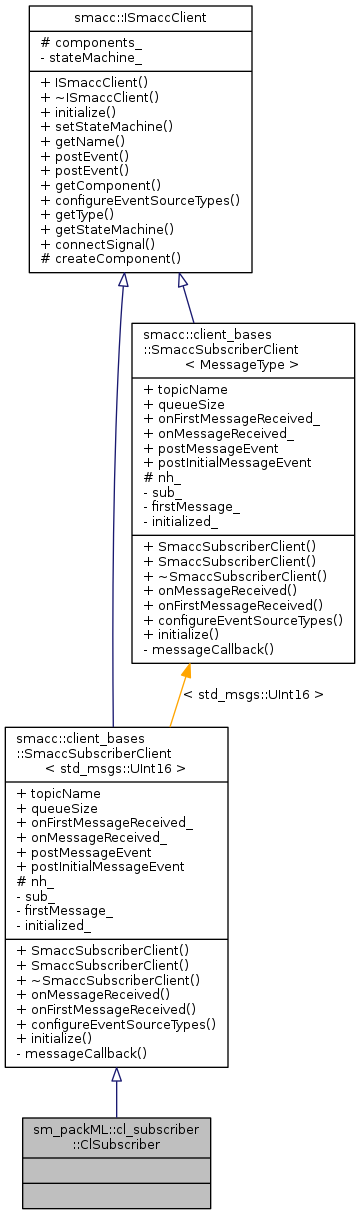 smacc::ISmaccClient
# components_
- stateMachine_
+ ISmaccClient()
+ ~ISmaccClient()
+ initialize()
+ setStateMachine()
+ getName()
+ postEvent()
+ postEvent()
+ getComponent()
+ configureEventSourceTypes()
+ getType()
+ getStateMachine()
+ connectSignal()
# createComponent()
smacc::client_bases
::SmaccSubscriberClient
< MessageType >
+ topicName
+ queueSize
+ onFirstMessageReceived_
+ onMessageReceived_
+ postMessageEvent
+ postInitialMessageEvent
# nh_
- sub_
- firstMessage_
- initialized_
+ SmaccSubscriberClient()
+ SmaccSubscriberClient()
+ ~SmaccSubscriberClient()
+ onMessageReceived()
+ onFirstMessageReceived()
+ configureEventSourceTypes()
+ initialize()
- messageCallback()
< std_msgs::UInt16 >
smacc::client_bases
::SmaccSubscriberClient
< std_msgs::UInt16 >
+ topicName
+ queueSize
+ onFirstMessageReceived_
+ onMessageReceived_
+ postMessageEvent
+ postInitialMessageEvent
# nh_
- sub_
- firstMessage_
- initialized_
+ SmaccSubscriberClient()
+ SmaccSubscriberClient()
+ ~SmaccSubscriberClient()
+ onMessageReceived()
+ onFirstMessageReceived()
+ configureEventSourceTypes()
+ initialize()
- messageCallback()
sm_packML::cl_subscriber
::ClSubscriber